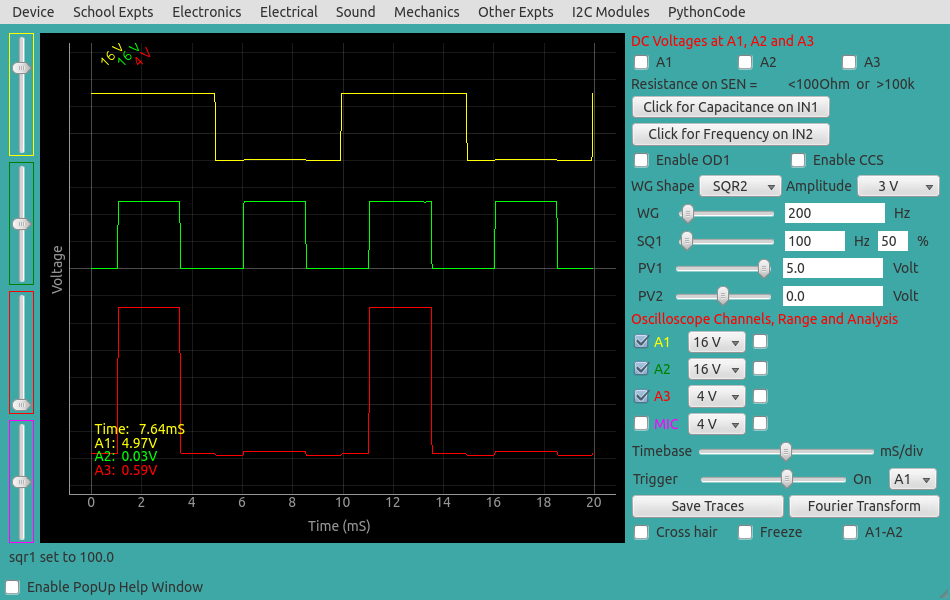 Device School Expts Electronics Electrical Sound Mechanics Other Expts I2C Modules PythonCode
16 V 16 V 4 V
Voltage
Time: 7.64mS
A1: 4.97V
A2: 0.03V
A3: 0.59V
0 2 4 6 8 10 12 14 16 18 20
Time (mS)
DC Voltages at A1, A2 and A3
A1 A2 A3
Resistance on SEN = <100Ohm or >100k
Click for Capacitance on IN1
Click for Frequency on IN2
Enable OD1 Enable CCS
WG Shape SQR2 Amplitude 3 V
WG 200 Hz
SQ1 100 Hz 50 %
PV1 5.0 Volt
PV2 0.0 Volt
Oscilloscope Channels, Range and Analysis
A1 16 V
A2 16 V
A3 4 V
MIC 4 V
Timebase mS/div
Trigger On A1
Save Traces Fourier Transform
Cross hair Freeze A1-A2
sqr1 set to 100.0
Enable PopUp Help Window